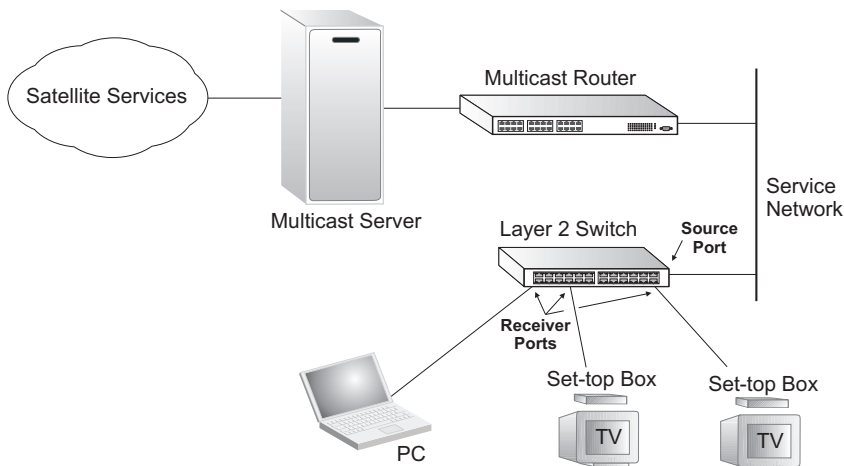 Satellite Services
Multicast Router
Multicast Server
Service
Network
Layer 2 Switch
Source
Port
Receiver
Ports
Set-top Box
Set-top Box
PC
TV
TV